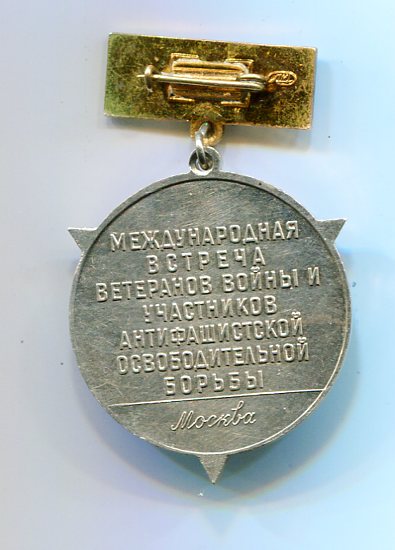 МЕЖДУНАРОДНАЯ
ВСТРЕЧА
ВЕТЕРАНОВ ВОЙНЫ И
УЧАСТНИКОВ
АНТИФАШИСТСКОЙ
ОСВОБОДИТЕЛЬНОЙ
БОРЬБЫ
Москва